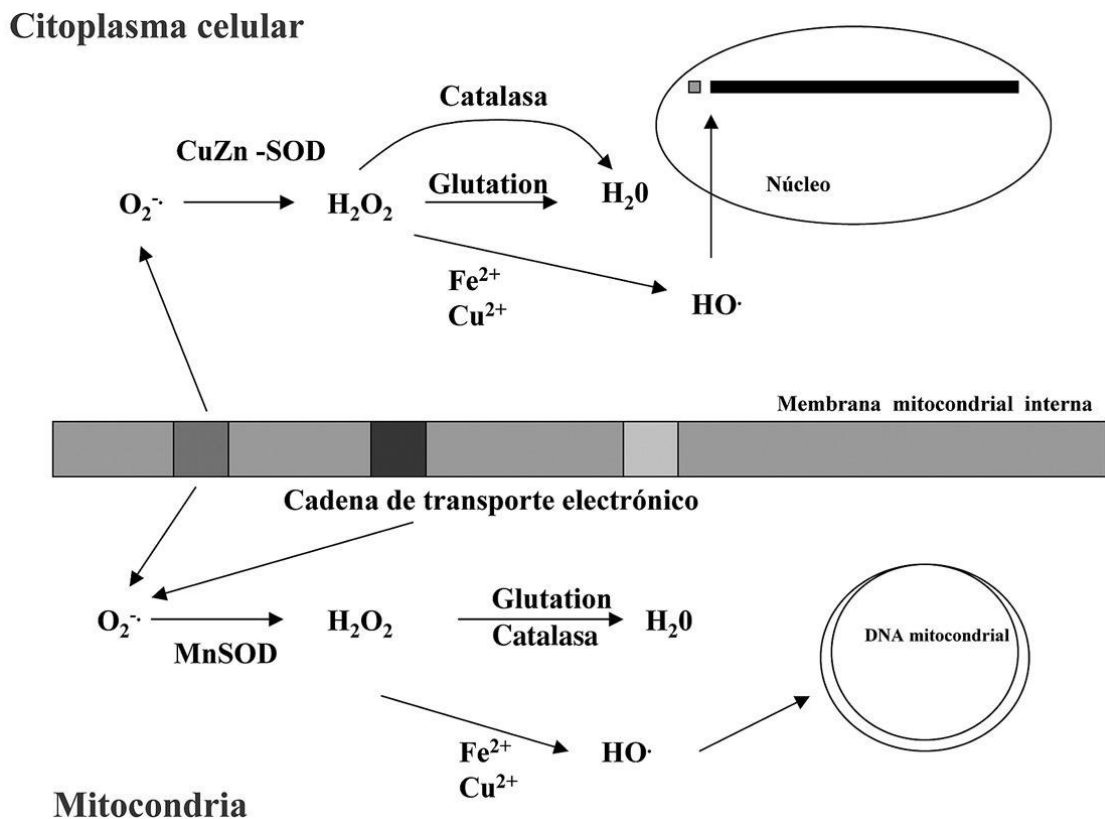 Citoplasma celular
Catalasa
CuZn -SOD
Glutation
O₂⁻·
H₂O₂
H₂0
Núcleo
Fe²⁺
Cu²⁺
HO·
Membrana mitocondrial interna
Cadena de transporte electrónico
O₂⁻·
MnSOD
H₂O₂
Glutation
Catalasa
H₂0
DNA mitocondrial
Fe²⁺
Cu²⁺
HO·
Mitocondria